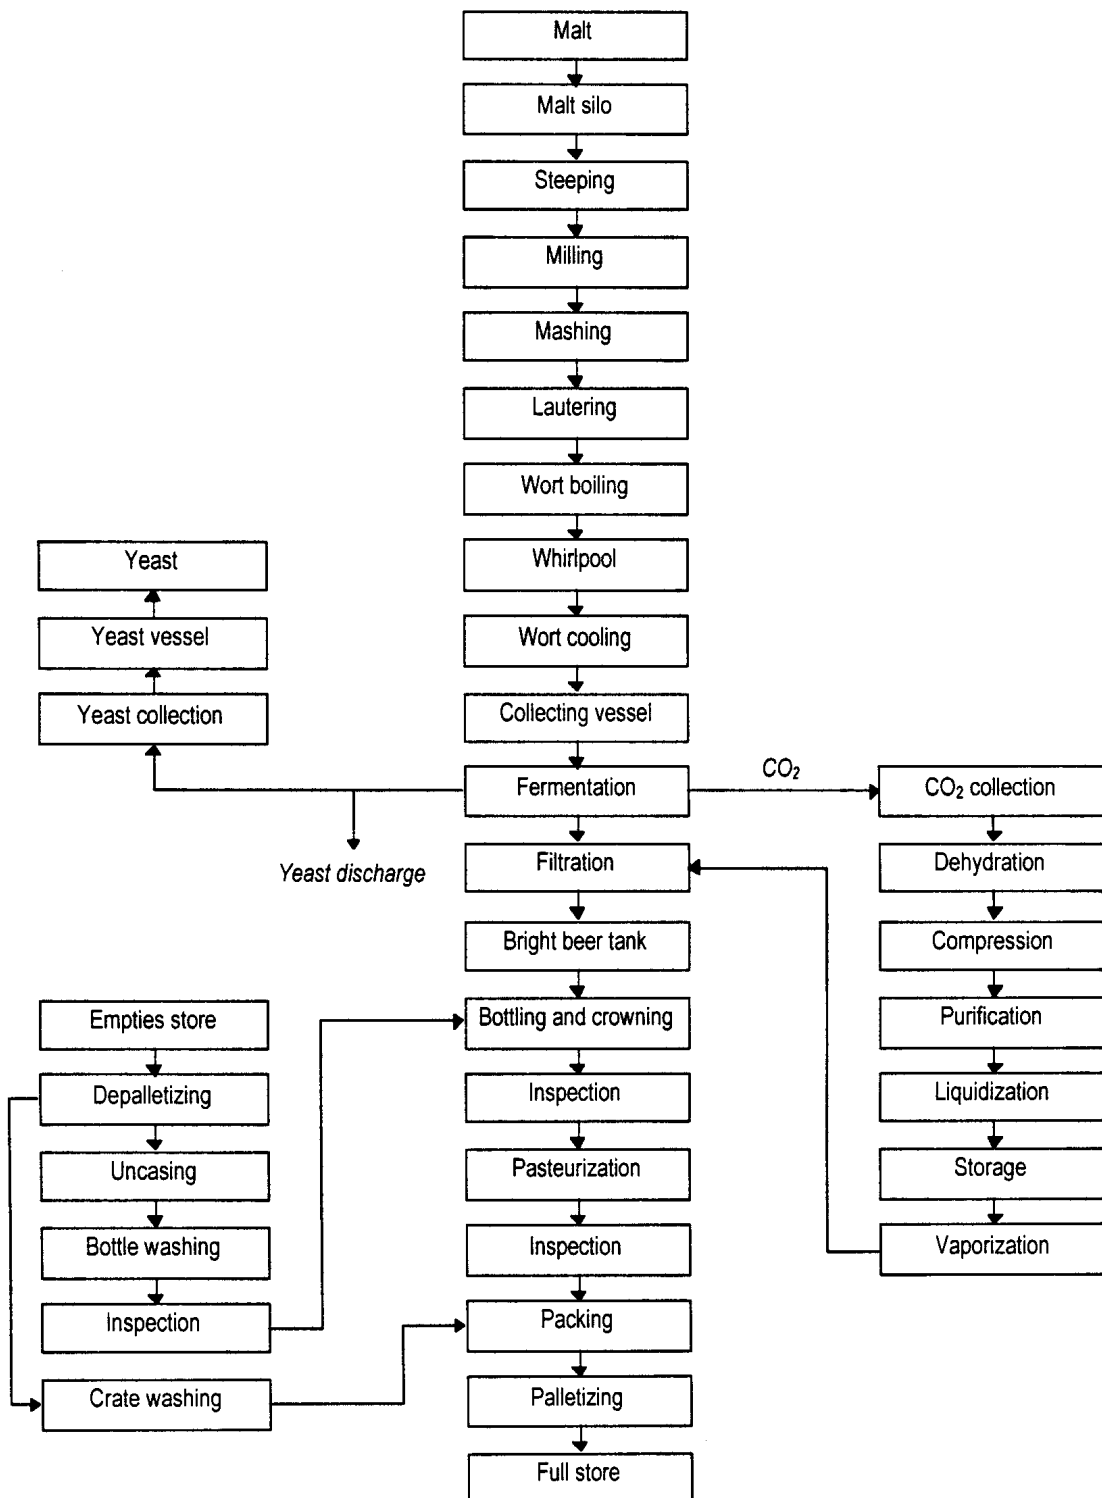 Malt
Malt silo
Steeping
Milling
Mashing
Lautering
Wort boiling
Whirlpool
Wort cooling
Collecting vessel
Fermentation
Filtration
Bright beer tank
Bottling and crowning
Inspection
Pasteurization
Inspection
Packing
Palletizing
Full store
Yeast
Yeast vessel
Yeast collection
Yeast discharge
Empties store
Depalletizing
Uncasing
Bottle washing
Inspection
Crate washing
CO₂
CO₂ collection
Dehydration
Compression
Purification
Liquidization
Storage
Vaporization